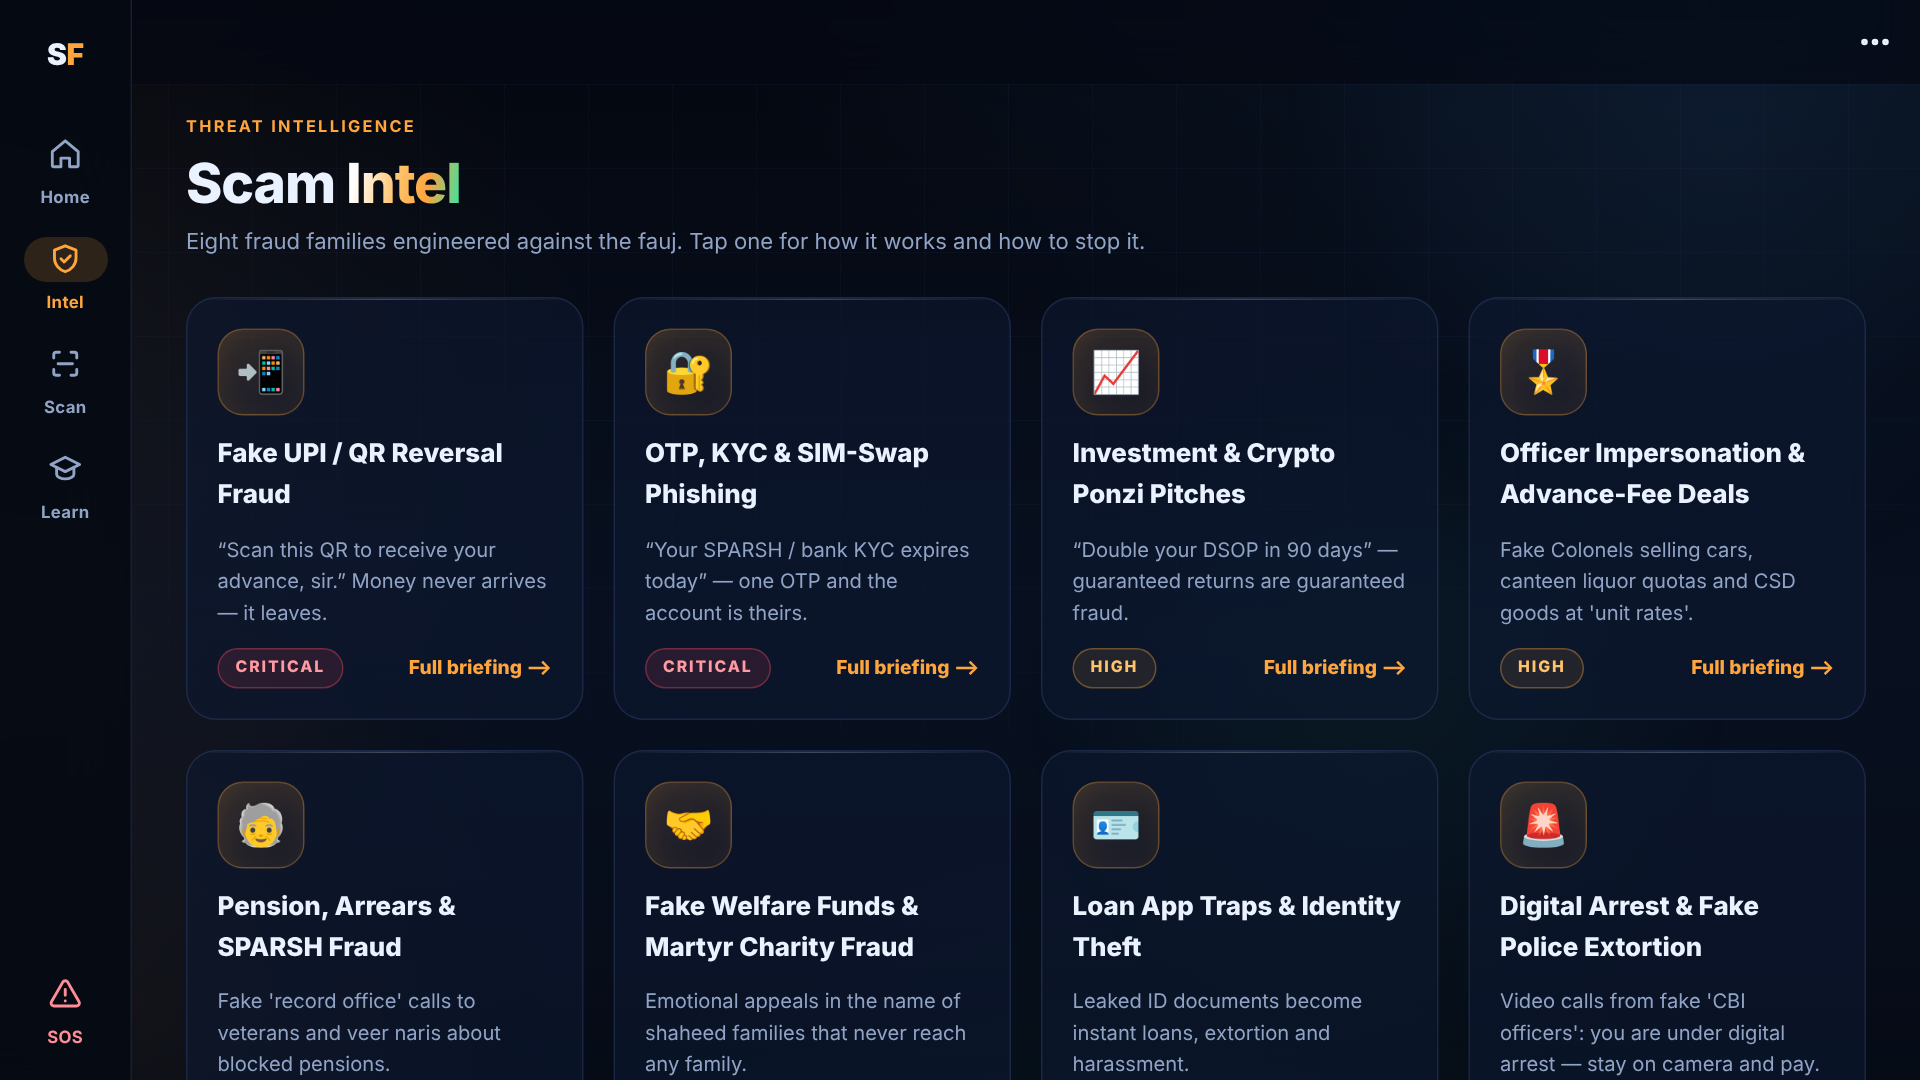 SF
Home
Intel
Scan
Learn
SOS
THREAT INTELLIGENCE
Scam Intel
Eight fraud families engineered against the fauj. Tap one for how it works and how to stop it.
Fake UPI / QR Reversal
Fraud
“Scan this QR to receive your
advance, sir.” Money never arrives
— it leaves.
CRITICAL
Full briefing →
OTP, KYC & SIM-Swap
Phishing
“Your SPARSH / bank KYC expires
today” — one OTP and the
account is theirs.
CRITICAL
Full briefing →
Investment & Crypto
Ponzi Pitches
“Double your DSOP in 90 days” —
guaranteed returns are guaranteed
fraud.
HIGH
Full briefing →
Officer Impersonation &
Advance-Fee Deals
Fake Colonels selling cars,
canteen liquor quotas and CSD
goods at 'unit rates'.
HIGH
Full briefing →
Pension, Arrears &
SPARSH Fraud
Fake 'record office' calls to
veterans and veer naris about
blocked pensions.
Fake Welfare Funds &
Martyr Charity Fraud
Emotional appeals in the name of
shaheed families that never reach
any family.
Loan App Traps & Identity
Theft
Leaked ID documents become
instant loans, extortion and
harassment.
Digital Arrest & Fake
Police Extortion
Video calls from fake 'CBI
officers': you are under digital
arrest — stay on camera and pay.